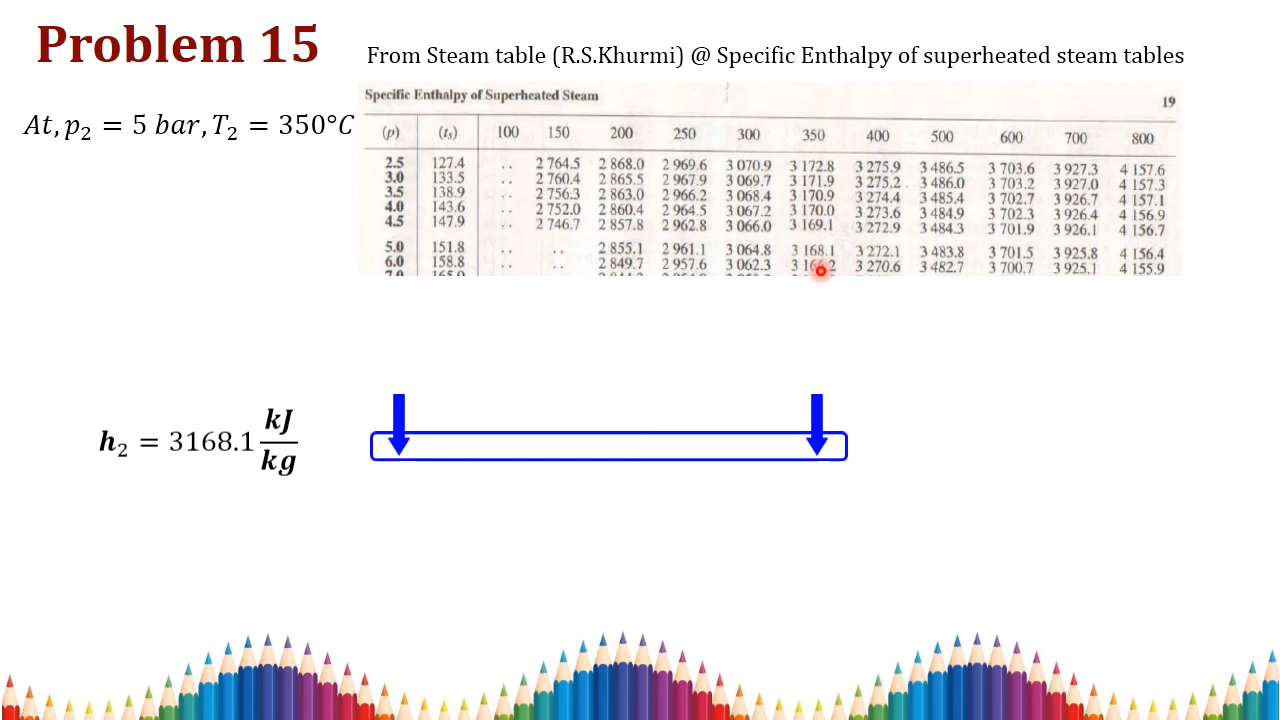 Problem 15
From Steam table (R.S.Khurmi) @ Specific Enthalpy of superheated steam tables
Specific Enthalpy of Superheated Steam 19
At, p₂ = 5 bar, T₂ = 350°C
(p) (tₛ) 100 150 200 250 300 350 400 500 600 700 800
2.5 127.4 .. 2 764.5 2 868.0 2 969.6 3 070.9 3 172.8 3 275.9 3 486.5 3 703.6 3 927.3 4 157.6
3.0 133.5 .. 2 760.4 2 865.5 2 967.9 3 069.7 3 171.9 3 275.2 3 486.0 3 703.2 3 927.0 4 157.3
3.5 138.9 .. 2 756.3 2 863.0 2 966.2 3 068.4 3 170.9 3 274.4 3 485.4 3 702.7 3 926.7 4 157.1
4.0 143.6 .. 2 752.0 2 860.4 2 964.5 3 067.2 3 170.0 3 273.6 3 484.9 3 702.3 3 926.4 4 156.9
4.5 147.9 .. 2 746.7 2 857.8 2 962.8 3 066.0 3 169.1 3 272.9 3 484.3 3 701.9 3 926.1 4 156.7
5.0 151.8 .. .. 2 855.1 2 961.1 3 064.8 3 168.1 3 272.1 3 483.8 3 701.5 3 925.8 4 156.4
6.0 158.8 .. .. 2 849.7 2 957.6 3 062.3 3 166.2 3 270.6 3 482.7 3 700.7 3 925.1 4 155.9
h₂ = 3168.1 kJ/kg